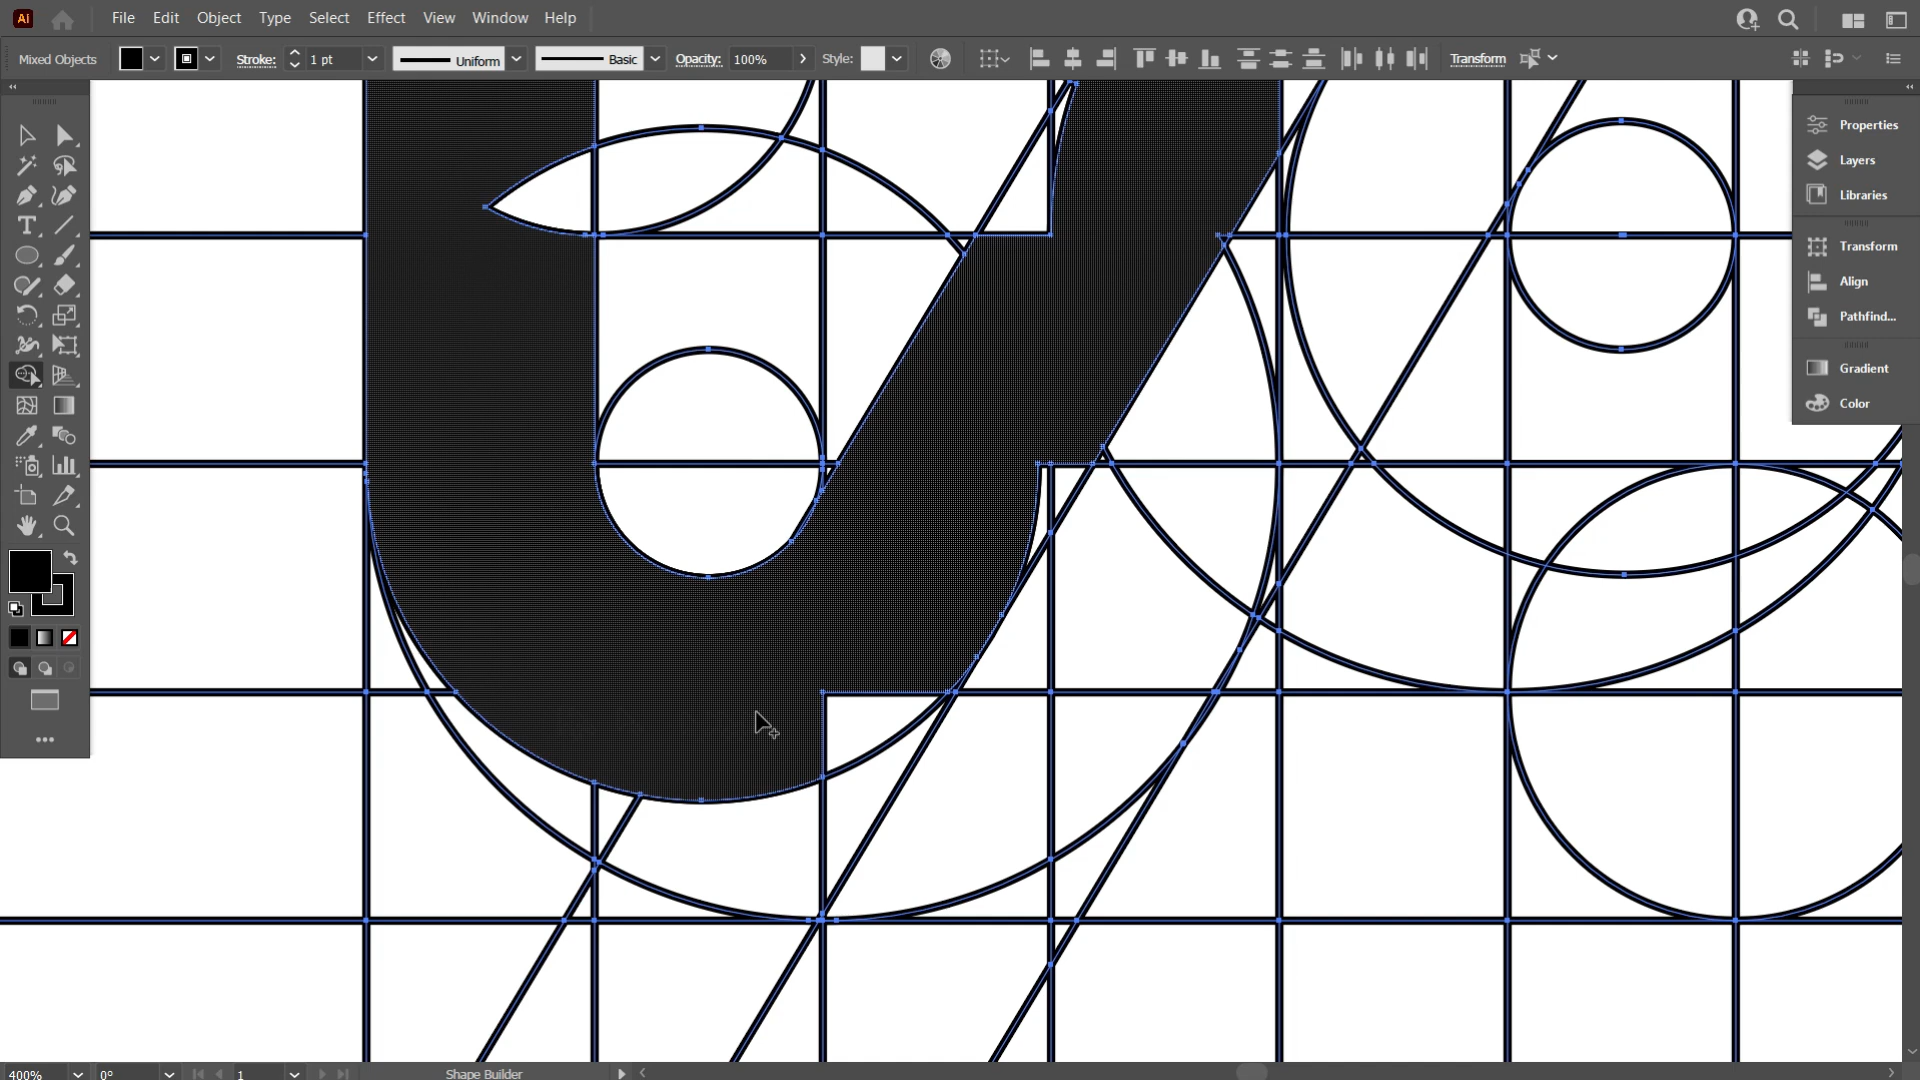 Ai File Edit Object Type Select Effect View Window Help
Mixed Objects Stroke: 1 pt Uniform Basic Opacity: 100% Style: Transform
Properties
Layers
Libraries
Transform
Align
Pathfind...
Gradient
Color
400% 0° 1 Shape Builder